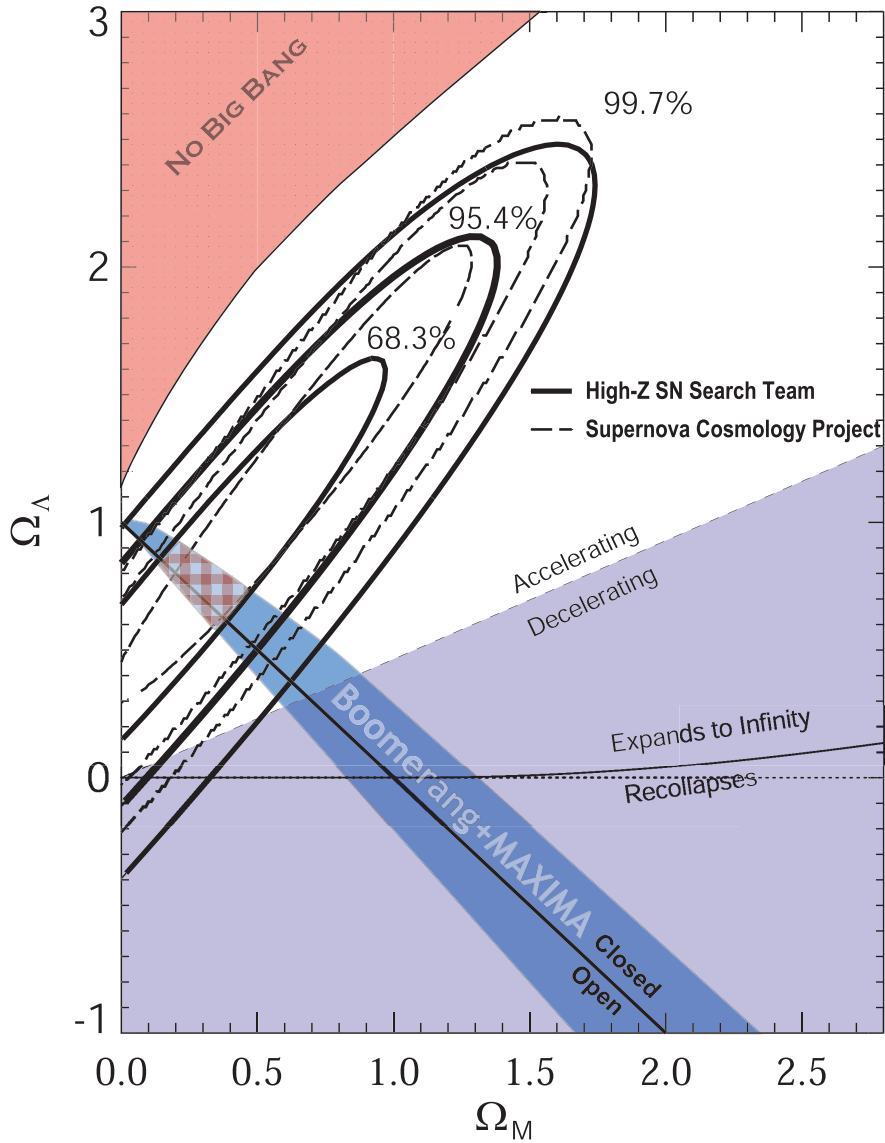 3
NO BIG BANG
99.7%
95.4%
2
68.3%
High-Z SN Search Team
Supernova Cosmology Project
Ω_Λ
1
Accelerating
Decelerating
Boomerang+MAXIMA
Expands to Infinity
0
Recollapses
Closed
Open
-1
0.0 0.5 1.0 1.5 2.0 2.5
Ω_M